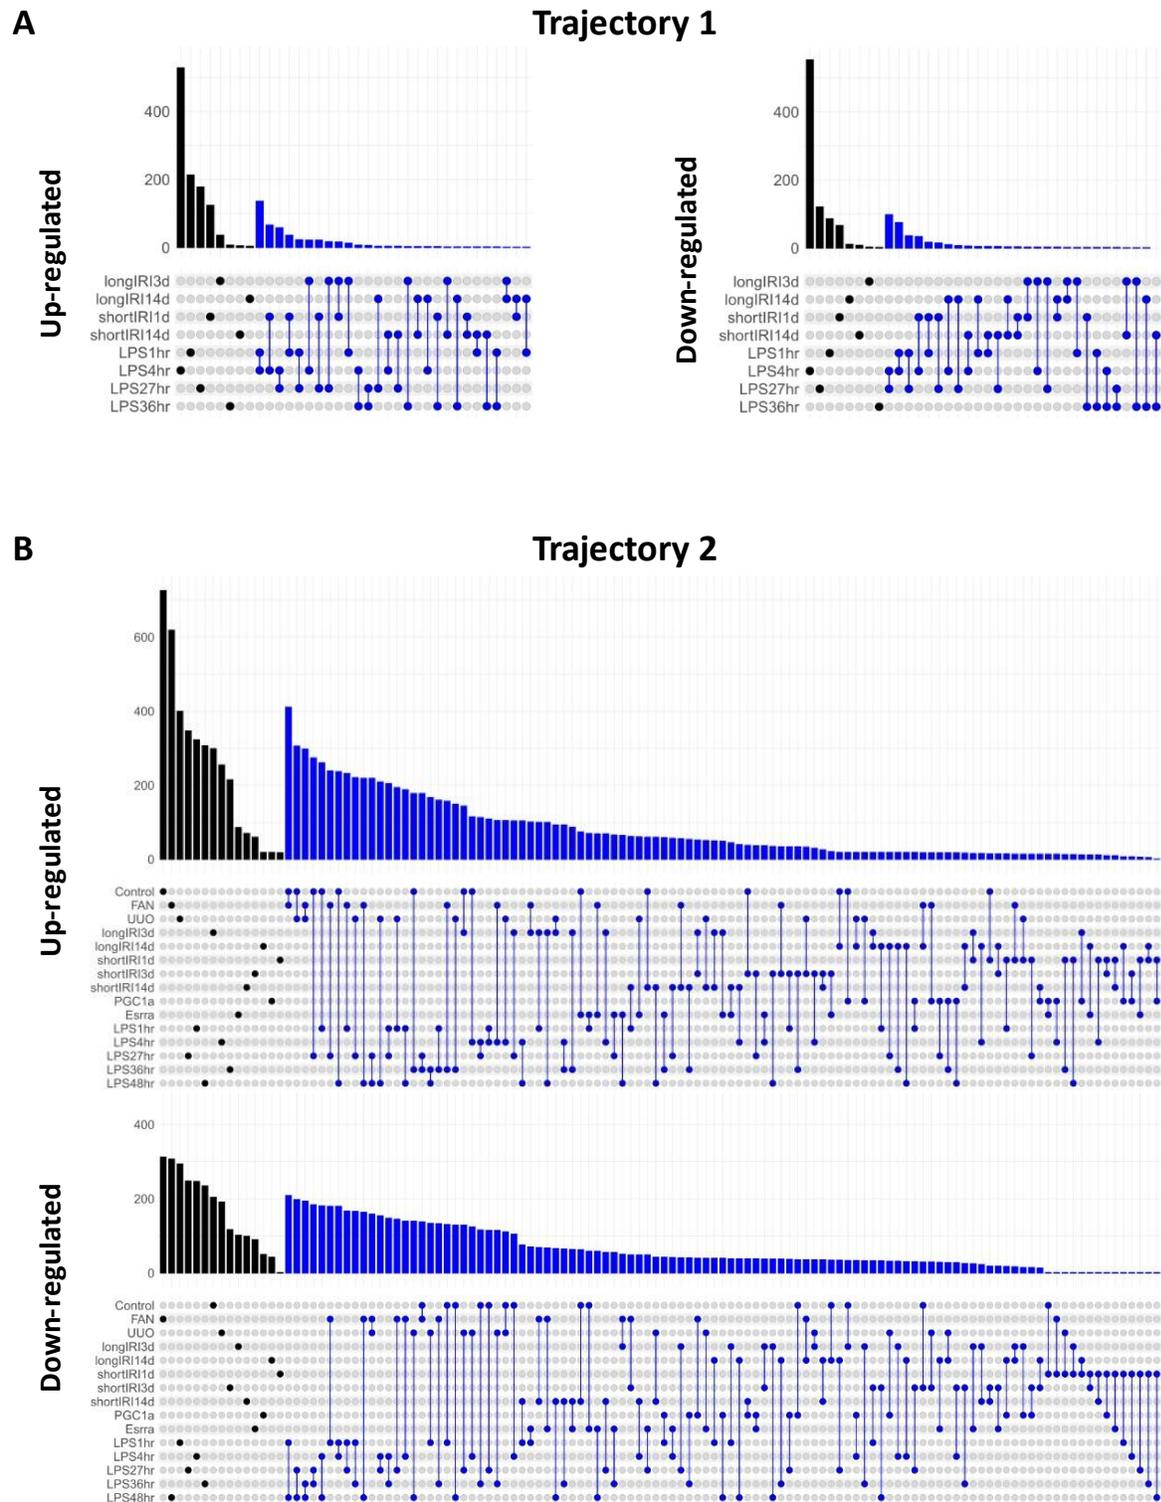 A
Trajectory 1
Up-regulated
400
200
0
longIRI3d
longIRI14d
shortIRI1d
shortIRI14d
LPS1hr
LPS4hr
LPS27hr
LPS36hr
Down-regulated
400
200
0
longIRI3d
longIRI14d
shortIRI1d
shortIRI14d
LPS1hr
LPS4hr
LPS27hr
LPS36hr
B
Trajectory 2
Up-regulated
600
400
200
0
Control
FAN
UUO
longIRI3d
longIRI14d
shortIRI1d
shortIRI3d
shortIRI14d
PGC1a
Esrra
LPS1hr
LPS4hr
LPS27hr
LPS36hr
LPS48hr
Down-regulated
400
200
0
Control
FAN
UUO
longIRI3d
longIRI14d
shortIRI1d
shortIRI3d
shortIRI14d
PGC1a
Esrra
LPS1hr
LPS4hr
LPS27hr
LPS36hr
LPS48hr